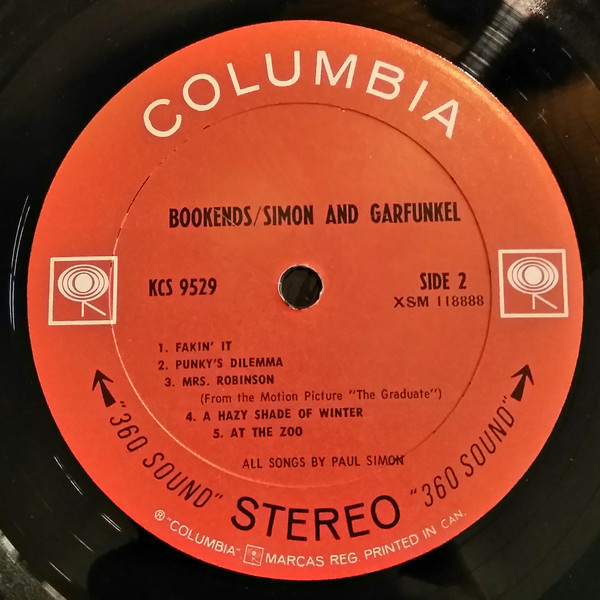 COLUMBIA
BOOKENDS/SIMON AND GARFUNKEL
KCS 9529
SIDE 2
XSM 118888
1. FAKIN' IT
2. PUNKY'S DILEMMA
3. MRS. ROBINSON
(From the Motion Picture "The Graduate")
4. A HAZY SHADE OF WINTER
5. AT THE ZOO
ALL SONGS BY PAUL SIMON
"360 SOUND" STEREO "360 SOUND"
® "COLUMBIA" MARCAS REG. PRINTED IN CAN.